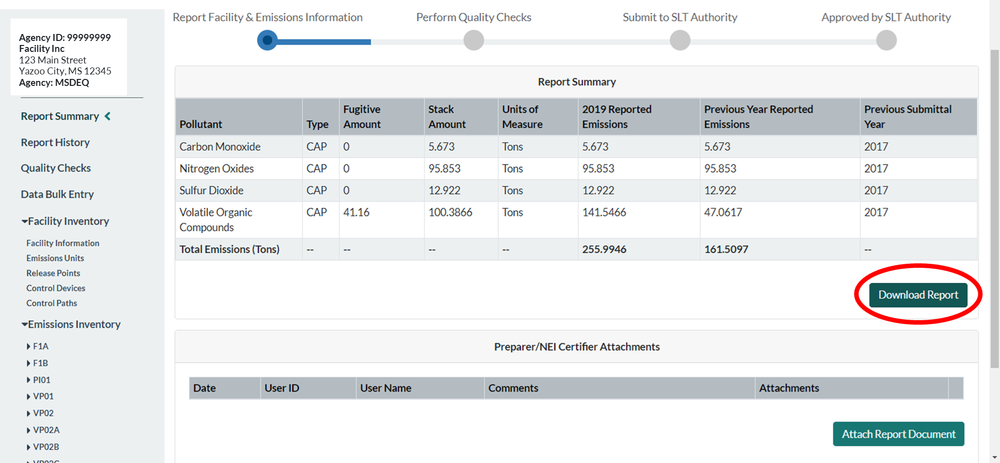 Report Facility & Emissions Information
Perform Quality Checks
Submit to SLT Authority
Approved by SLT Authority
Agency ID: 99999999
Facility Inc
123 Main Street
Yazoo City, MS 12345
Agency: MSDEQ
Report Summary
Report History
Quality Checks
Data Bulk Entry
Facility Inventory
Facility Information
Emissions Units
Release Points
Control Devices
Control Paths
Emissions Inventory
F1A
F1B
PI01
VP01
VP02
VP02A
VP02B
Report Summary
Pollutant Type Fugitive Amount Stack Amount Units of Measure 2019 Reported Emissions Previous Year Reported Emissions Previous Submittal Year
Carbon Monoxide CAP 0 5.673 Tons 5.673 5.673 2017
Nitrogen Oxides CAP 0 95.853 Tons 95.853 95.853 2017
Sulfur Dioxide CAP 0 12.922 Tons 12.922 12.922 2017
Volatile Organic Compounds CAP 41.16 100.3866 Tons 141.5466 47.0617 2017
Total Emissions (Tons) -- -- -- -- 255.9946 161.5097 --
Download Report
Preparer/NEI Certifier Attachments
Date User ID User Name Comments Attachments
Attach Report Document